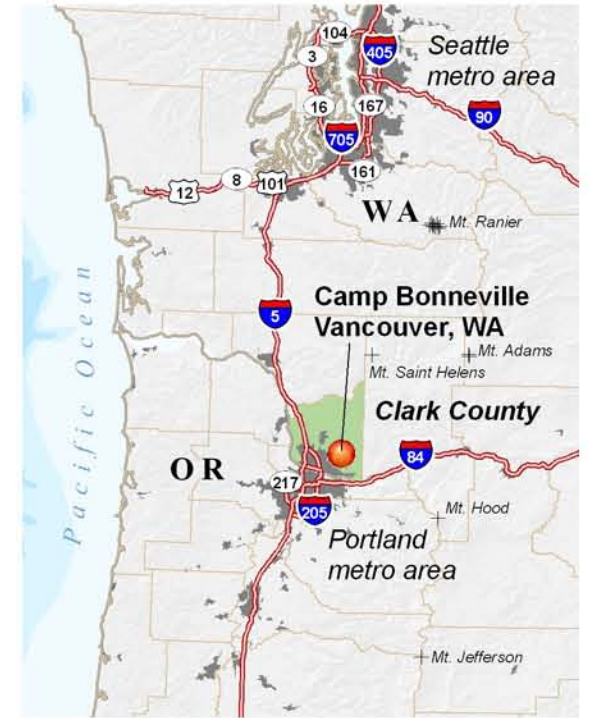 104
3
405
Seattle
metro area
16
167
90
705
161
12
8
101
WA
Mt. Ranier
Pacific Ocean
5
Camp Bonneville
Vancouver, WA
Mt. Adams
Mt. Saint Helens
Clark County
OR
84
217
205
Mt. Hood
Portland
metro area
Mt. Jefferson